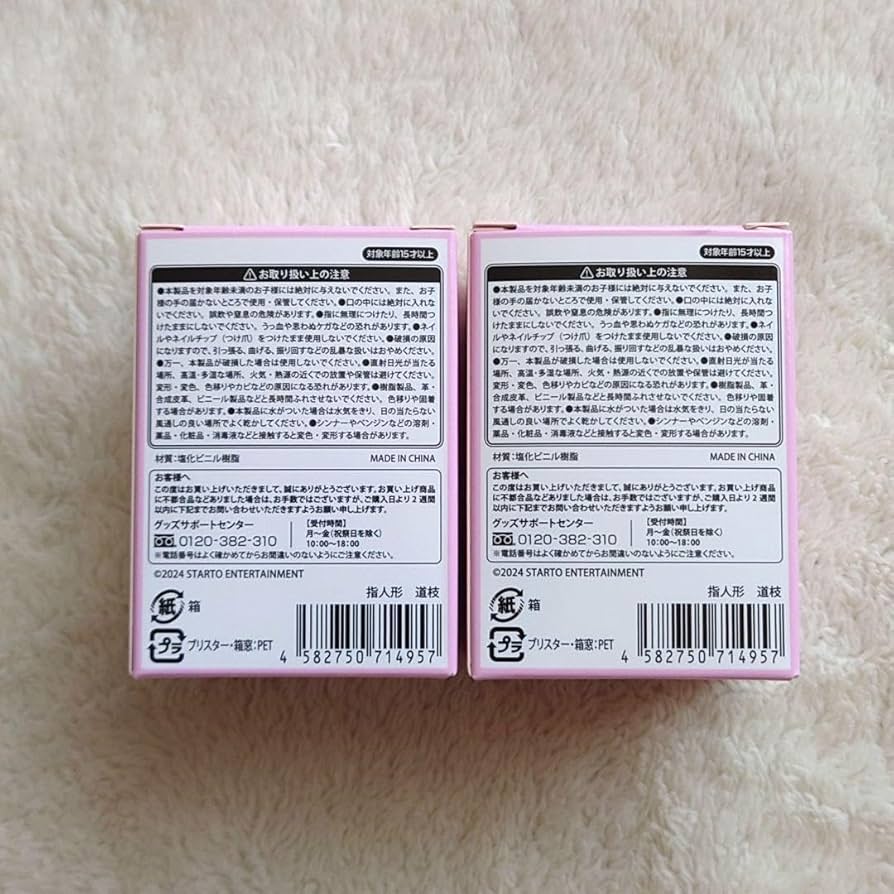 対象年齢15才以上
お取り扱い上の注意
●本製品を対象年齢未満のお子様には絶対に与えないでください。また、お子
様の手の届かないところで使用・保管してください。●口の中には絶対に入れな
いでください。誤飲や窒息の危険があります。●指に無理につけたり、長時間
つけたままにしないでください。うっ血や思わぬケガなどの恐れがあります。●ネイ
ルやネイルチップ（つけ爪）をつけたまま使用しないでください。●破損の原因
になりますので、引っ張る、曲げる、振り回すなどの乱暴な扱いはおやめください。
●万一、本製品が破損した場合は使用しないでください。●直射日光が当たる
場所、高温・多湿な場所、火気・熱源の近くでの放置や保管は避けてください。
変形・変色、色移りやカビなどの原因になる恐れがあります。●樹脂製品、革・
合成皮革、ビニール製品などと長時間ふれさせないでください。色移りや固着
する場合があります。●本製品に水がついた場合は水気をきり、日の当たらない
風通しの良い場所でよく乾かしてください。●シンナーやベンジンなどの溶剤・
薬品・化粧品・消毒液などと接触すると変色・変形する場合があります。
材質：塩化ビニル樹脂 MADE IN CHINA
お客様へ
この度はお買い上げいただきまして、誠にありがとうございます。お買い上げ商品
に不都合品などありました場合は、お手数ではございますが、ご購入日より2週間
以内に下記までお問い合わせいただきますようお願い申し上げます。
グッズサポートセンター
0120-382-310
【受付時間】
月～金（祝祭日を除く）
10:00～18:00
※電話番号はよく確かめてからお間違いのないようにご注意ください。
©2024 STARTO ENTERTAINMENT
指人形 道枝
紙 箱
プラ ブリスター・箱窓：PET
4 582750 714957
対象年齢15才以上
お取り扱い上の注意
●本製品を対象年齢未満のお子様には絶対に与えないでください。また、お子
様の手の届かないところで使用・保管してください。●口の中には絶対に入れな
いでください。誤飲や窒息の危険があります。●指に無理につけたり、長時間
つけたままにしないでください。うっ血や思わぬケガなどの恐れがあります。●ネイ
ルやネイルチップ（つけ爪）をつけたまま使用しないでください。●破損の原因
になりますので、引っ張る、曲げる、振り回すなどの乱暴な扱いはおやめください。
●万一、本製品が破損した場合は使用しないでください。●直射日光が当たる
場所、高温・多湿な場所、火気・熱源の近くでの放置や保管は避けてください。
変形・変色、色移りやカビなどの原因になる恐れがあります。●樹脂製品、革・
合成皮革、ビニール製品などと長時間ふれさせないでください。色移りや固着
する場合があります。●本製品に水がついた場合は水気をきり、日の当たらない
風通しの良い場所でよく乾かしてください。●シンナーやベンジンなどの溶剤・
薬品・化粧品・消毒液などと接触すると変色・変形する場合があります。
材質：塩化ビニル樹脂 MADE IN CHINA
お客様へ
この度はお買い上げいただきまして、誠にありがとうございます。お買い上げ商品
に不都合品などありました場合は、お手数ではございますが、ご購入日より2週間
以内に下記までお問い合わせいただきますようお願い申し上げます。
グッズサポートセンター
0120-382-310
【受付時間】
月～金（祝祭日を除く）
10:00～18:00
※電話番号はよく確かめてからお間違いのないようにご注意ください。
©2024 STARTO ENTERTAINMENT
指人形 道枝
紙 箱
プラ ブリスター・箱窓：PET
4 582750 714957